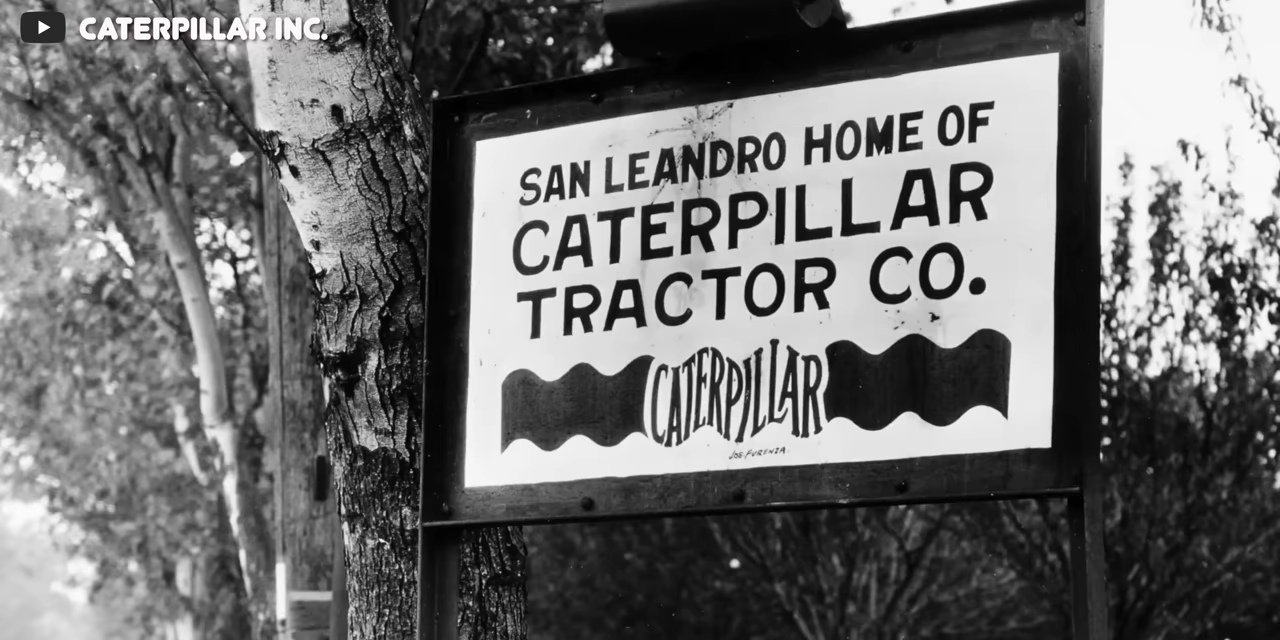 CATERPILLAR INC.
SAN LEANDRO HOME OF
CATERPILLAR
TRACTOR CO.
CATERPILLAR